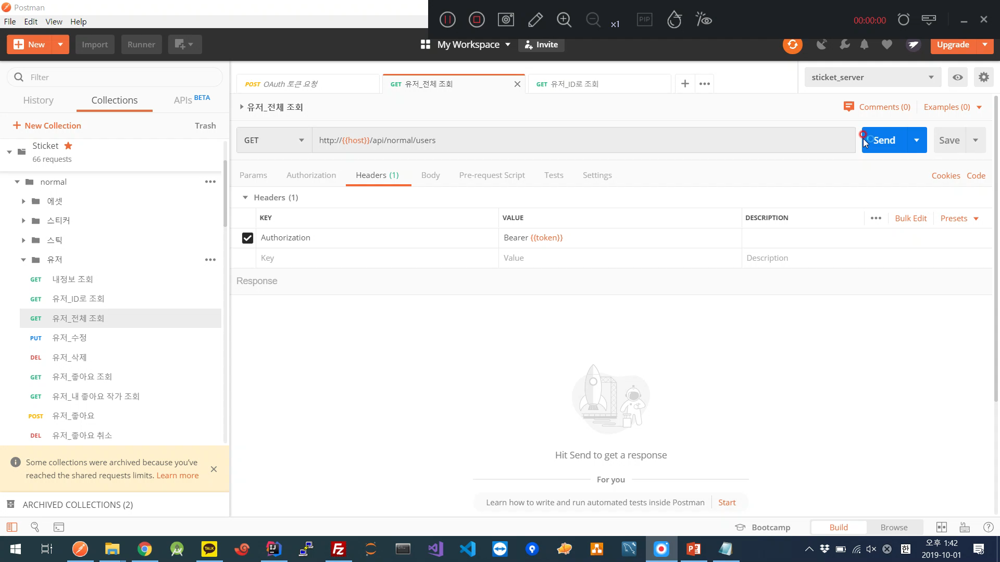 Postman
File Edit View Help
x1
PIP
00:00:00
New
Import
Runner
My Workspace
Invite
Upgrade
Filter
History
Collections
APIs BETA
New Collection
Trash
Sticket
66 requests
normal
에셋
스티커
스틱
유저
GET 내정보 조회
GET 유저_ID로 조회
GET 유저_전체 조회
PUT 유저_수정
DEL 유저_삭제
GET 유저_좋아요 조회
GET 유저_내 좋아요 작가 조회
POST 유저_좋아요
DEL 유저_좋아요 취소
Some collections were archived because you’ve
reached the shared requests limits. Learn more
ARCHIVED COLLECTIONS (2)
POST OAuth 토큰 요청
GET 유저_전체 조회
GET 유저_ID로 조회
sticket_server
유저_전체 조회
Comments (0)
Examples (0)
GET
http://{{host}}/api/normal/users
Send
Save
Params
Authorization
Headers (1)
Body
Pre-request Script
Tests
Settings
Cookies
Code
Headers (1)
KEY
VALUE
DESCRIPTION
Bulk Edit
Presets
Authorization
Bearer {{token}}
Key
Value
Description
Response
Hit Send to get a response
For you
Learn how to write and run automated tests inside Postman
Start
Bootcamp
Build
Browse
TALK
IJ
Fz
한
오후 1:42
2019-10-01